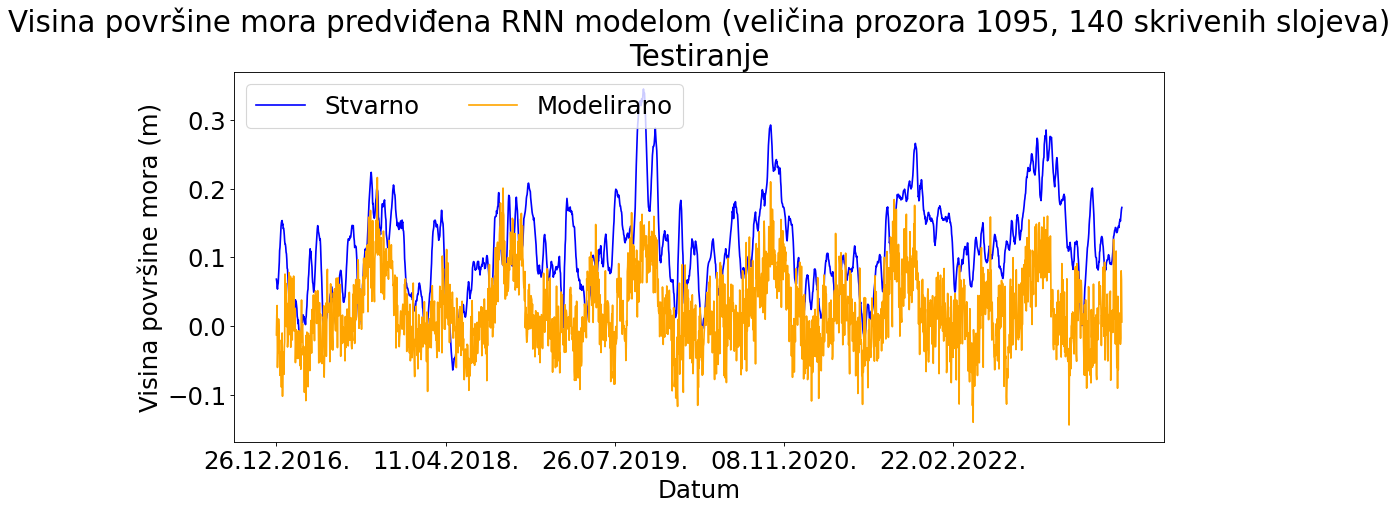 Visina površine mora predviđena RNN modelom (veličina prozora 1095, 140 skrivenih slojeva)
Testiranje
Stvarno Modelirano
Visina površine mora (m)
0.3
0.2
0.1
0.0
−0.1
26.12.2016. 11.04.2018. 26.07.2019. 08.11.2020. 22.02.2022.
Datum